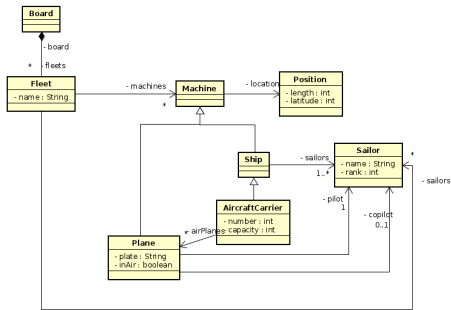 Board
- board
* - fleets
Fleet
- name : String
- machines
*
Machine
- location
Position
- length : int
- latitude : int
Ship
- sailors
1..*
Sailor
- name : String
- rank : int
*
- sailors
AircraftCarrier
- number : int
- capacity : int
* - airPlanes
- pilot
1
- copilot
0..1
Plane
- plate : String
- inAir : boolean